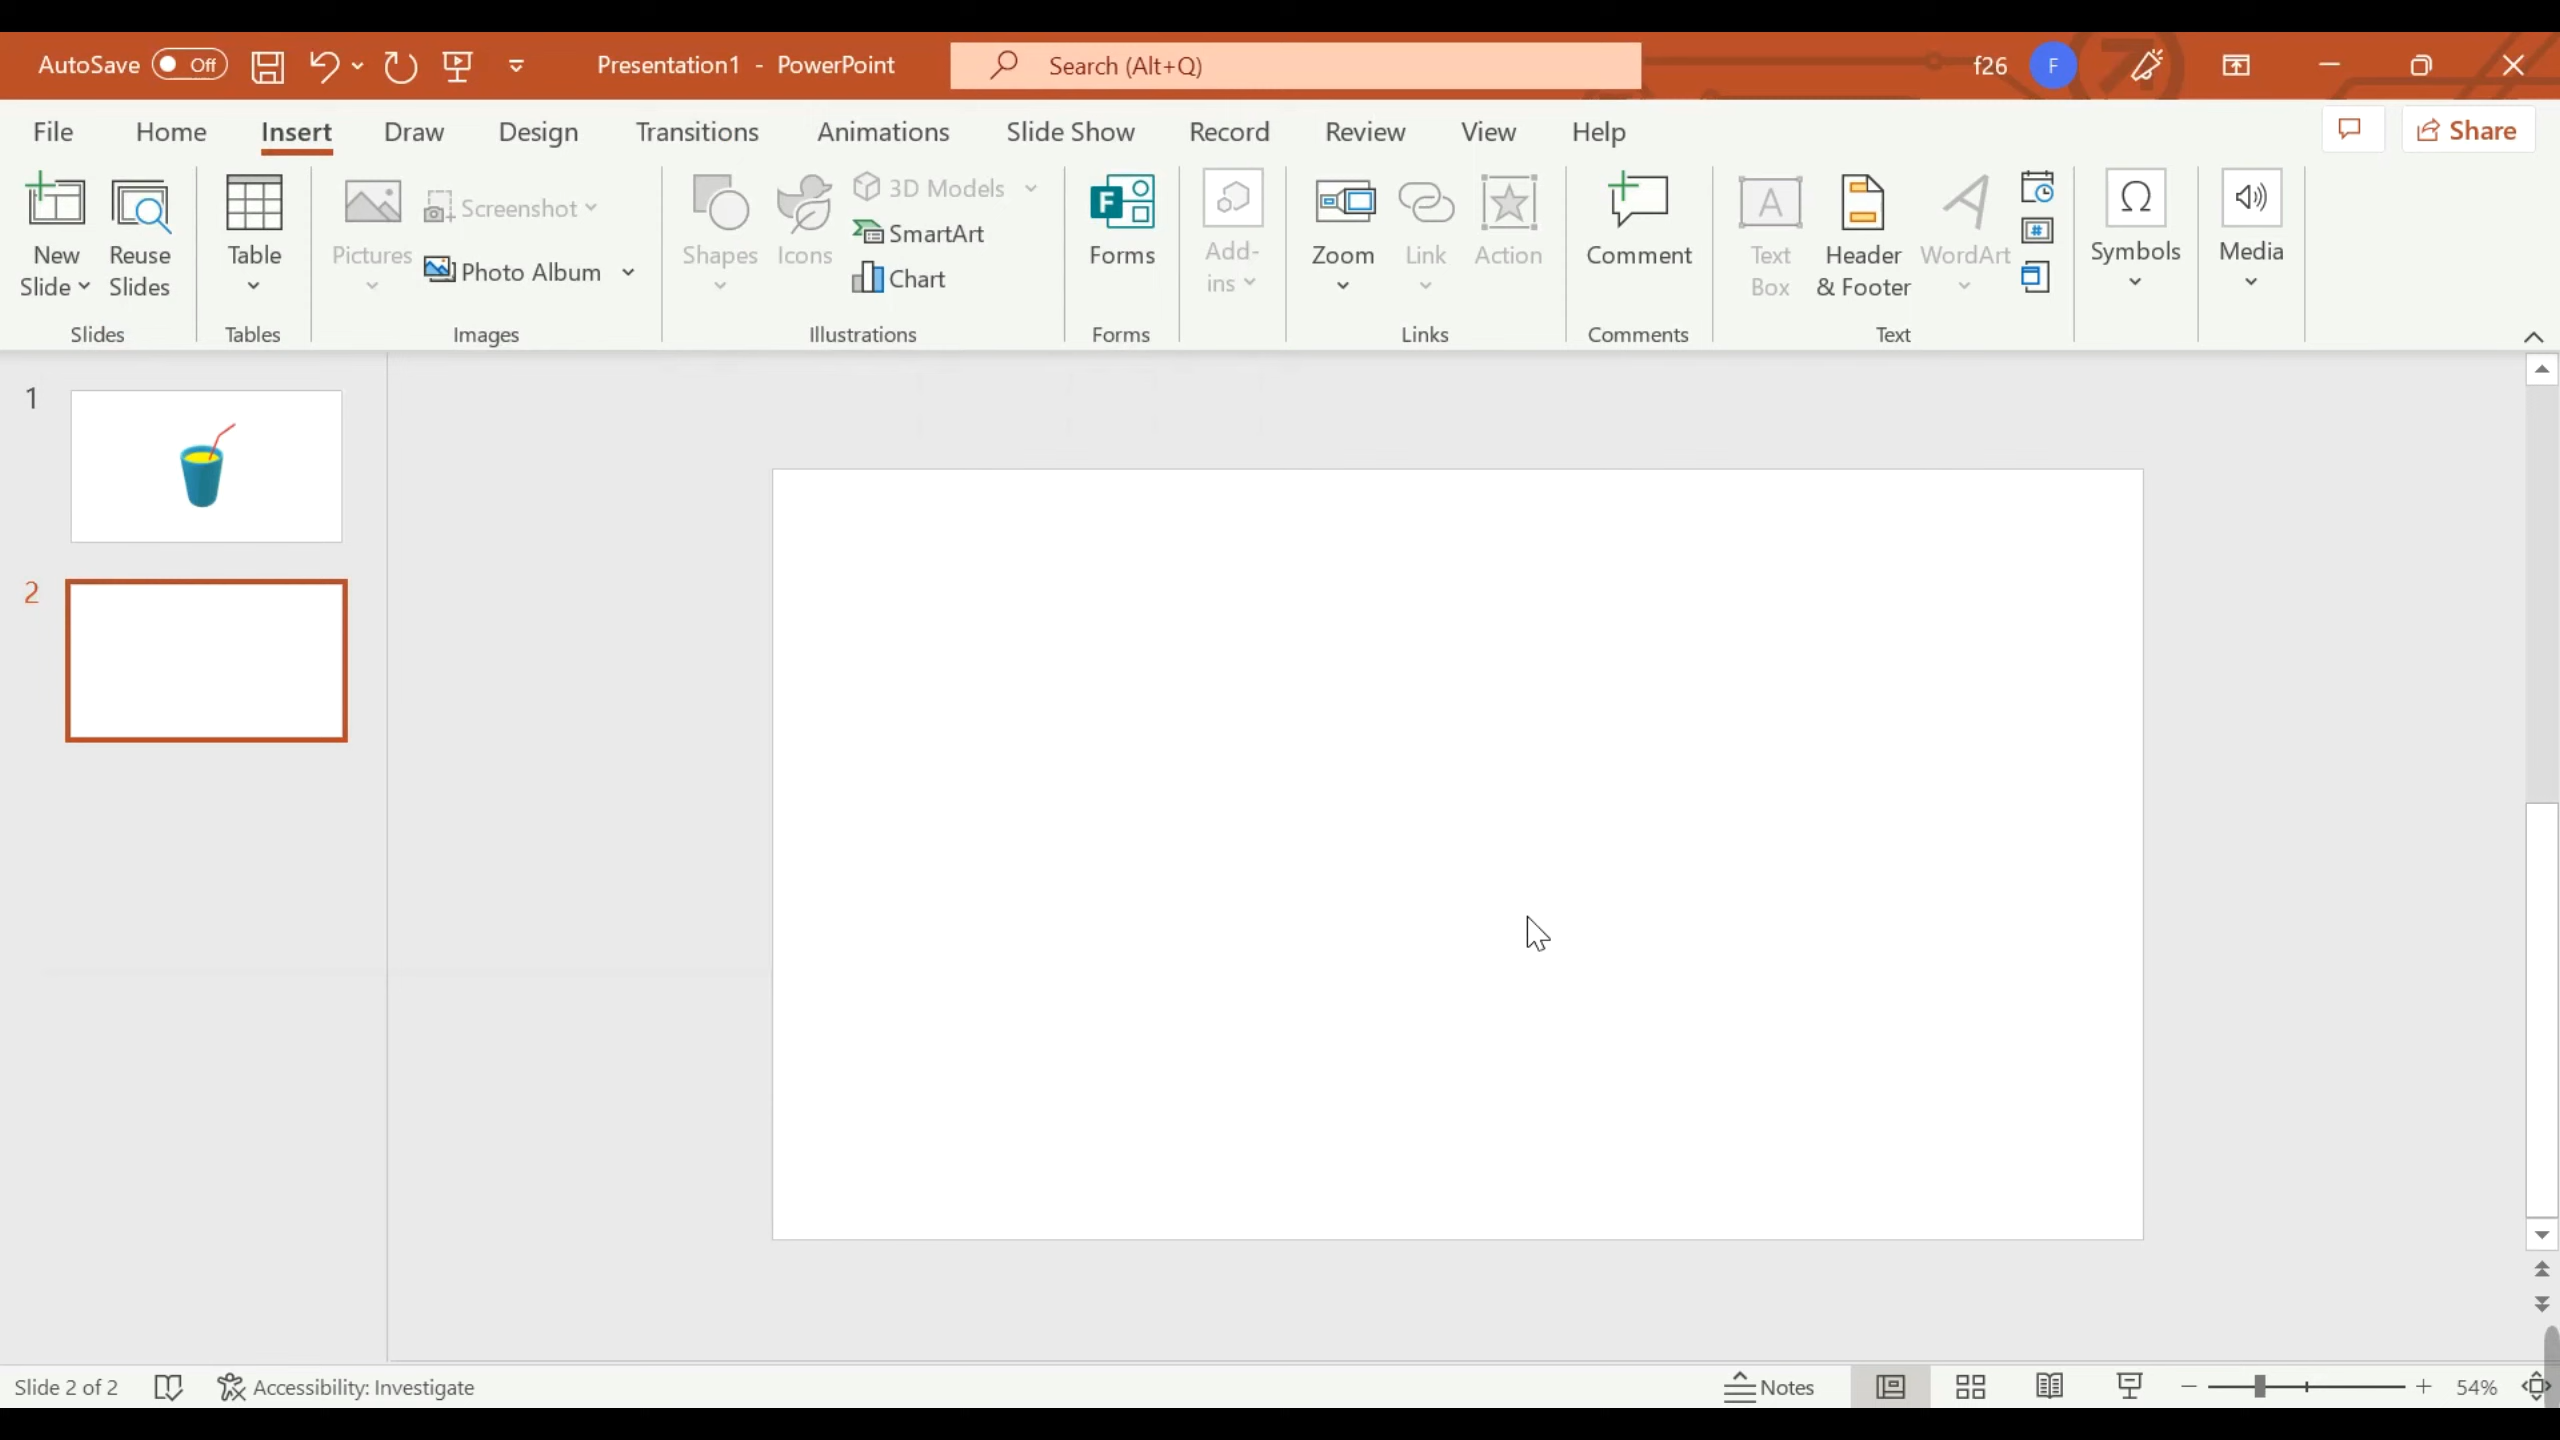 AutoSave Off Presentation1 - PowerPoint Search (Alt+Q) f26 F
File Home Insert Draw Design Transitions Animations Slide Show Record Review View Help Share
New Slide
Reuse Slides
Slides
Table
Tables
Pictures
Screenshot
Photo Album
Images
Shapes
Icons
3D Models
SmartArt
Chart
Illustrations
F
Forms
Forms
Add-
ins
Zoom
Link
Action
Links
Comment
Comments
A
Text
Box
Header
& Footer
WordArt
#
Text
Ω
Symbols
Media
1
2
Slide 2 of 2 Accessibility: Investigate Notes 54%